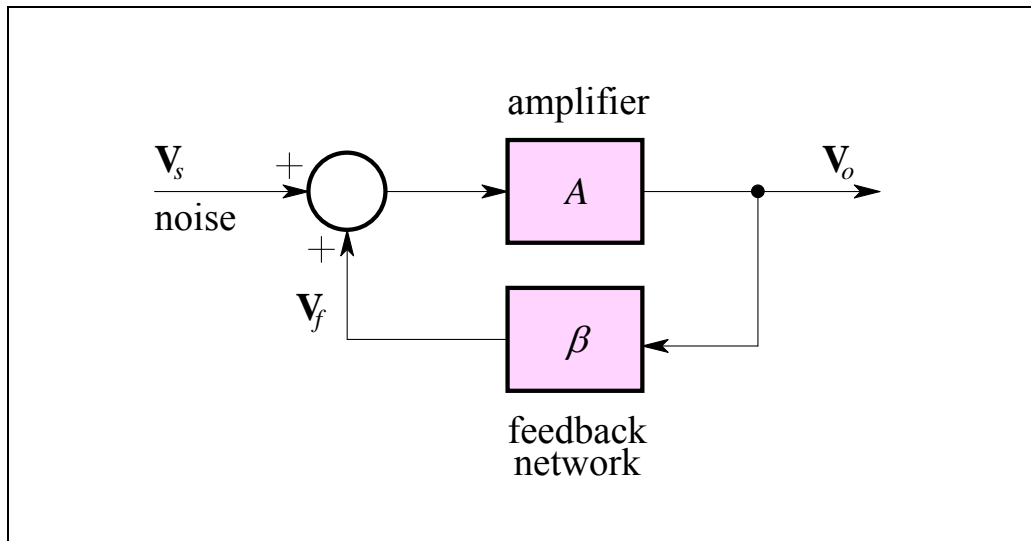 amplifier
V_s
+
noise
A
V_o
+
V_f
β
feedback
network